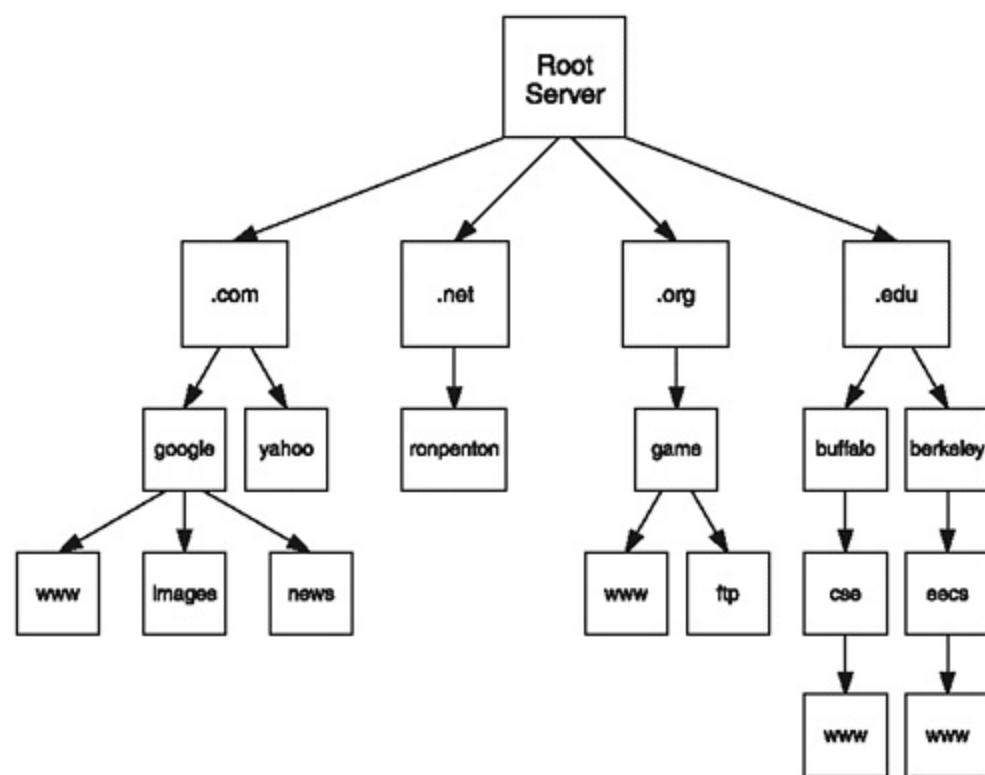 Root
Server
.com
.net
.org
.edu
google
yahoo
ronpenton
game
buffalo
berkeley
www
images
news
www
ftp
cse
eecs
www
www